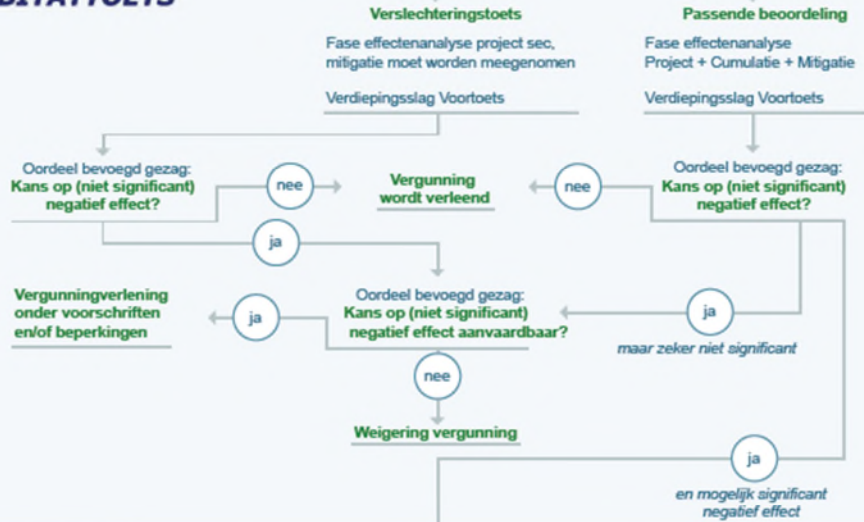 Verslechteringstoets
Fase effectenanalyse project sec,
mitigatie moet worden meegenomen
Verdiepingsslag Voortoets
Passende beoordeling
Fase effectenanalyse
Project + Cumulatie + Mitigatie
Verdiepingsslag Voortoets
Oordeel bevoegd gezag:
Kans op (niet significant)
negatief effect?
nee
Vergunning
wordt verleend
nee
Oordeel bevoegd gezag:
Kans op (niet significant)
negatief effect?
ja
Vergunningverlening
onder voorschriften
en/of beperkingen
ja
Oordeel bevoegd gezag:
Kans op (niet significant)
negatief effect aanvaardbaar?
ja
maar zeker niet significant
nee
Weigering vergunning
ja
en mogelijk significant
negatief effect